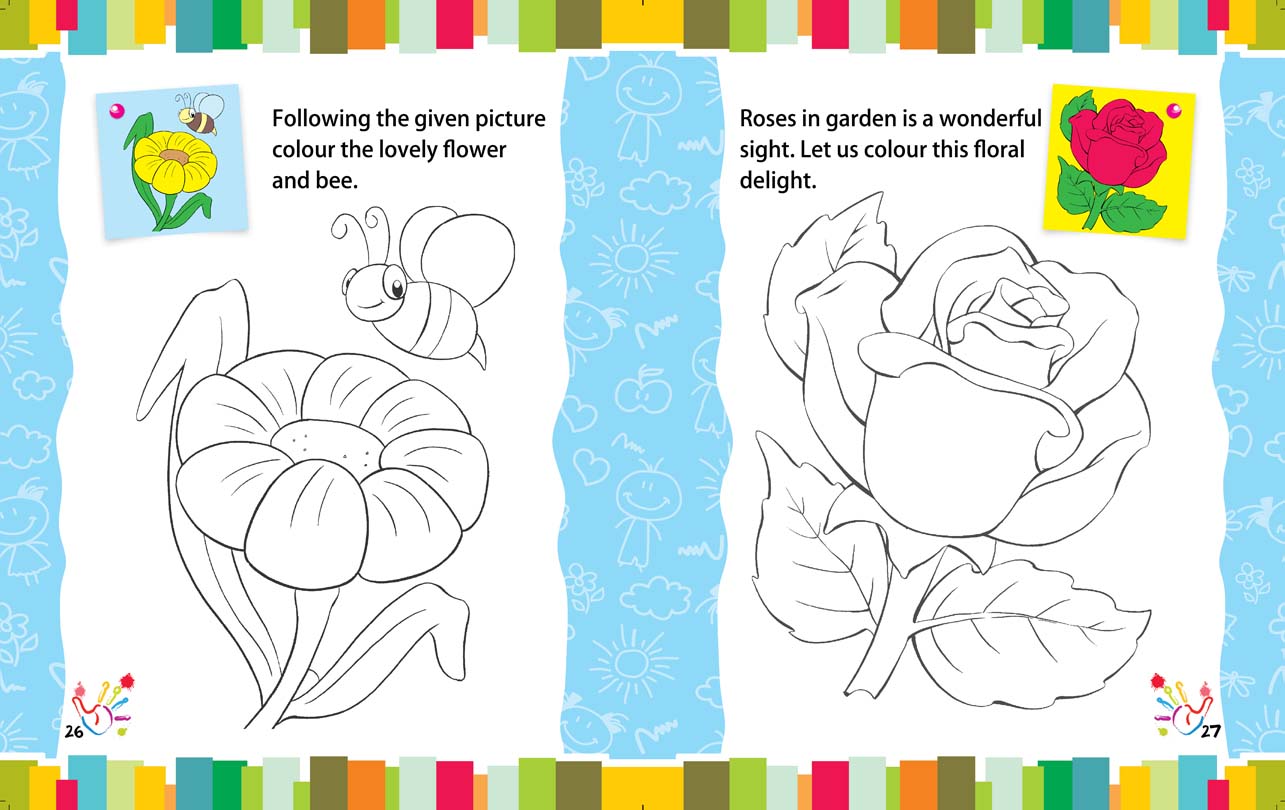 Following the given picture
colour the lovely flower
and bee.
26
Roses in garden is a wonderful
sight. Let us colour this floral
delight.
27